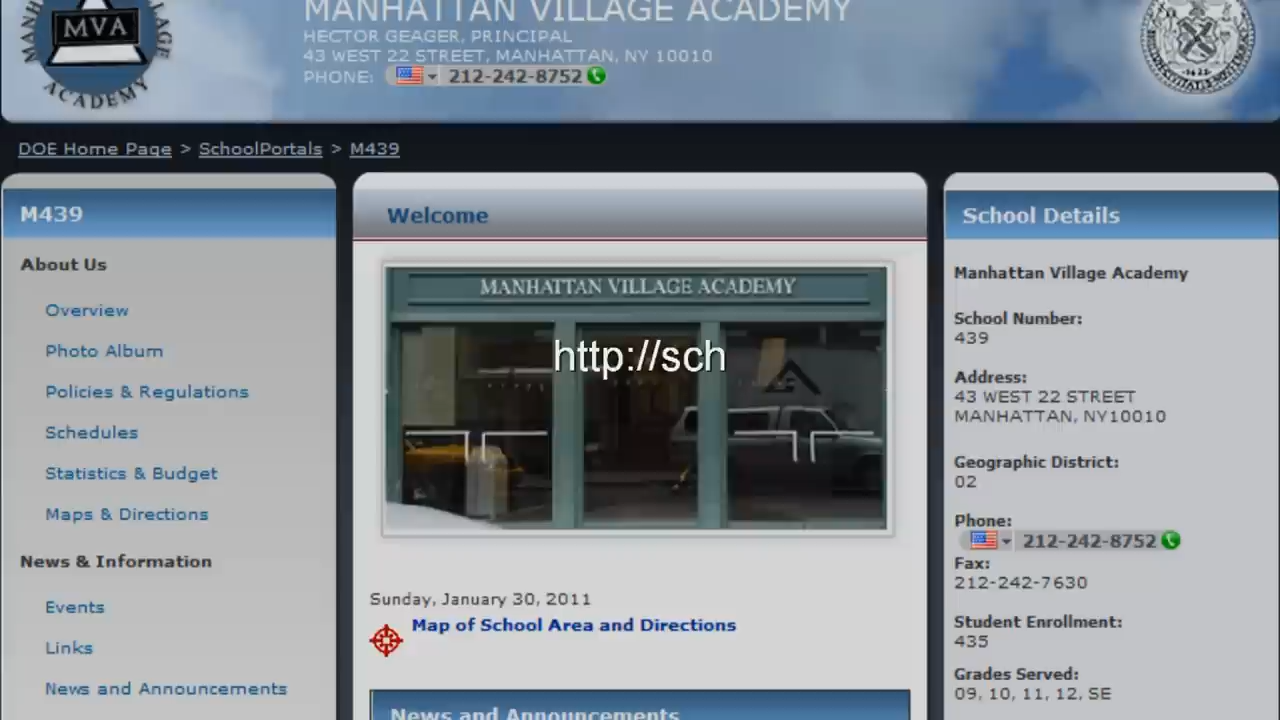 MANHATTAN VILLAGE ACADEMY
HECTOR GEAGER, PRINCIPAL
43 WEST 22 STREET, MANHATTAN, NY 10010
PHONE: 212-242-8752
MVA
ACADEMY
DOE Home Page > SchoolPortals > M439
M439
About Us
Overview
Photo Album
Policies & Regulations
Schedules
Statistics & Budget
Maps & Directions
News & Information
Events
Links
News and Announcements
Welcome
MANHATTAN VILLAGE ACADEMY
http://sch
Sunday, January 30, 2011
Map of School Area and Directions
News and Announcements
School Details
Manhattan Village Academy
School Number:
439
Address:
43 WEST 22 STREET
MANHATTAN, NY10010
Geographic District:
02
Phone:
212-242-8752
Fax:
212-242-7630
Student Enrollment:
435
Grades Served:
09, 10, 11, 12, SE